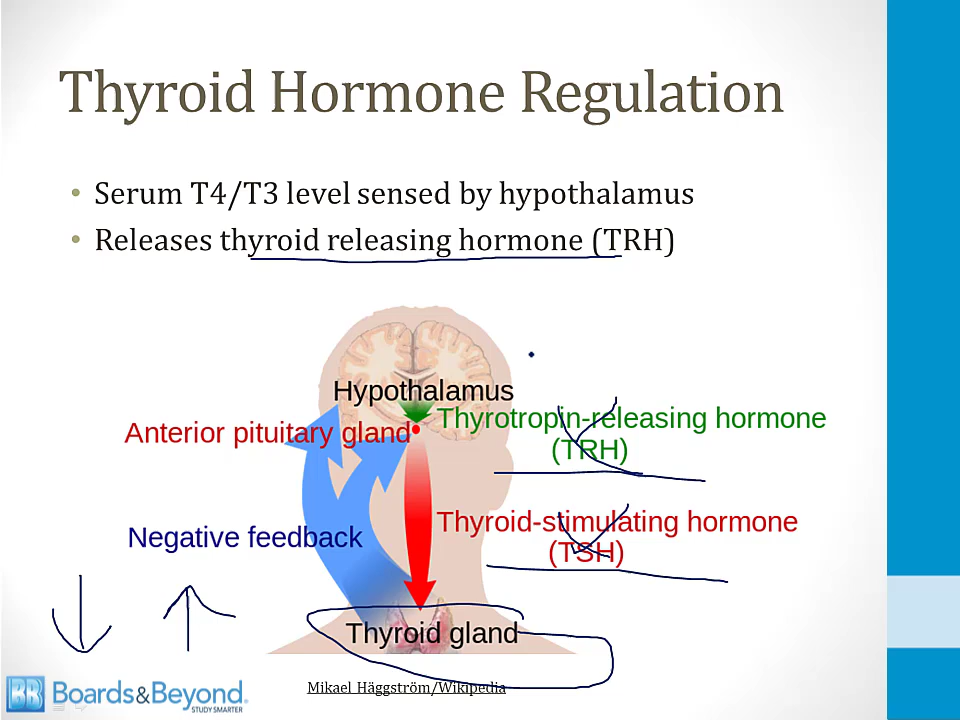 Thyroid Hormone Regulation
• Serum T4/T3 level sensed by hypothalamus
• Releases thyroid releasing hormone (TRH)
Hypothalamus
Thyrotropin-releasing hormone
(TRH)
Anterior pituitary gland
Thyroid-stimulating hormone
(TSH)
Negative feedback
Thyroid gland
Mikael Häggström/Wikipedia
BB Boards&Beyond.
STUDY SMARTER